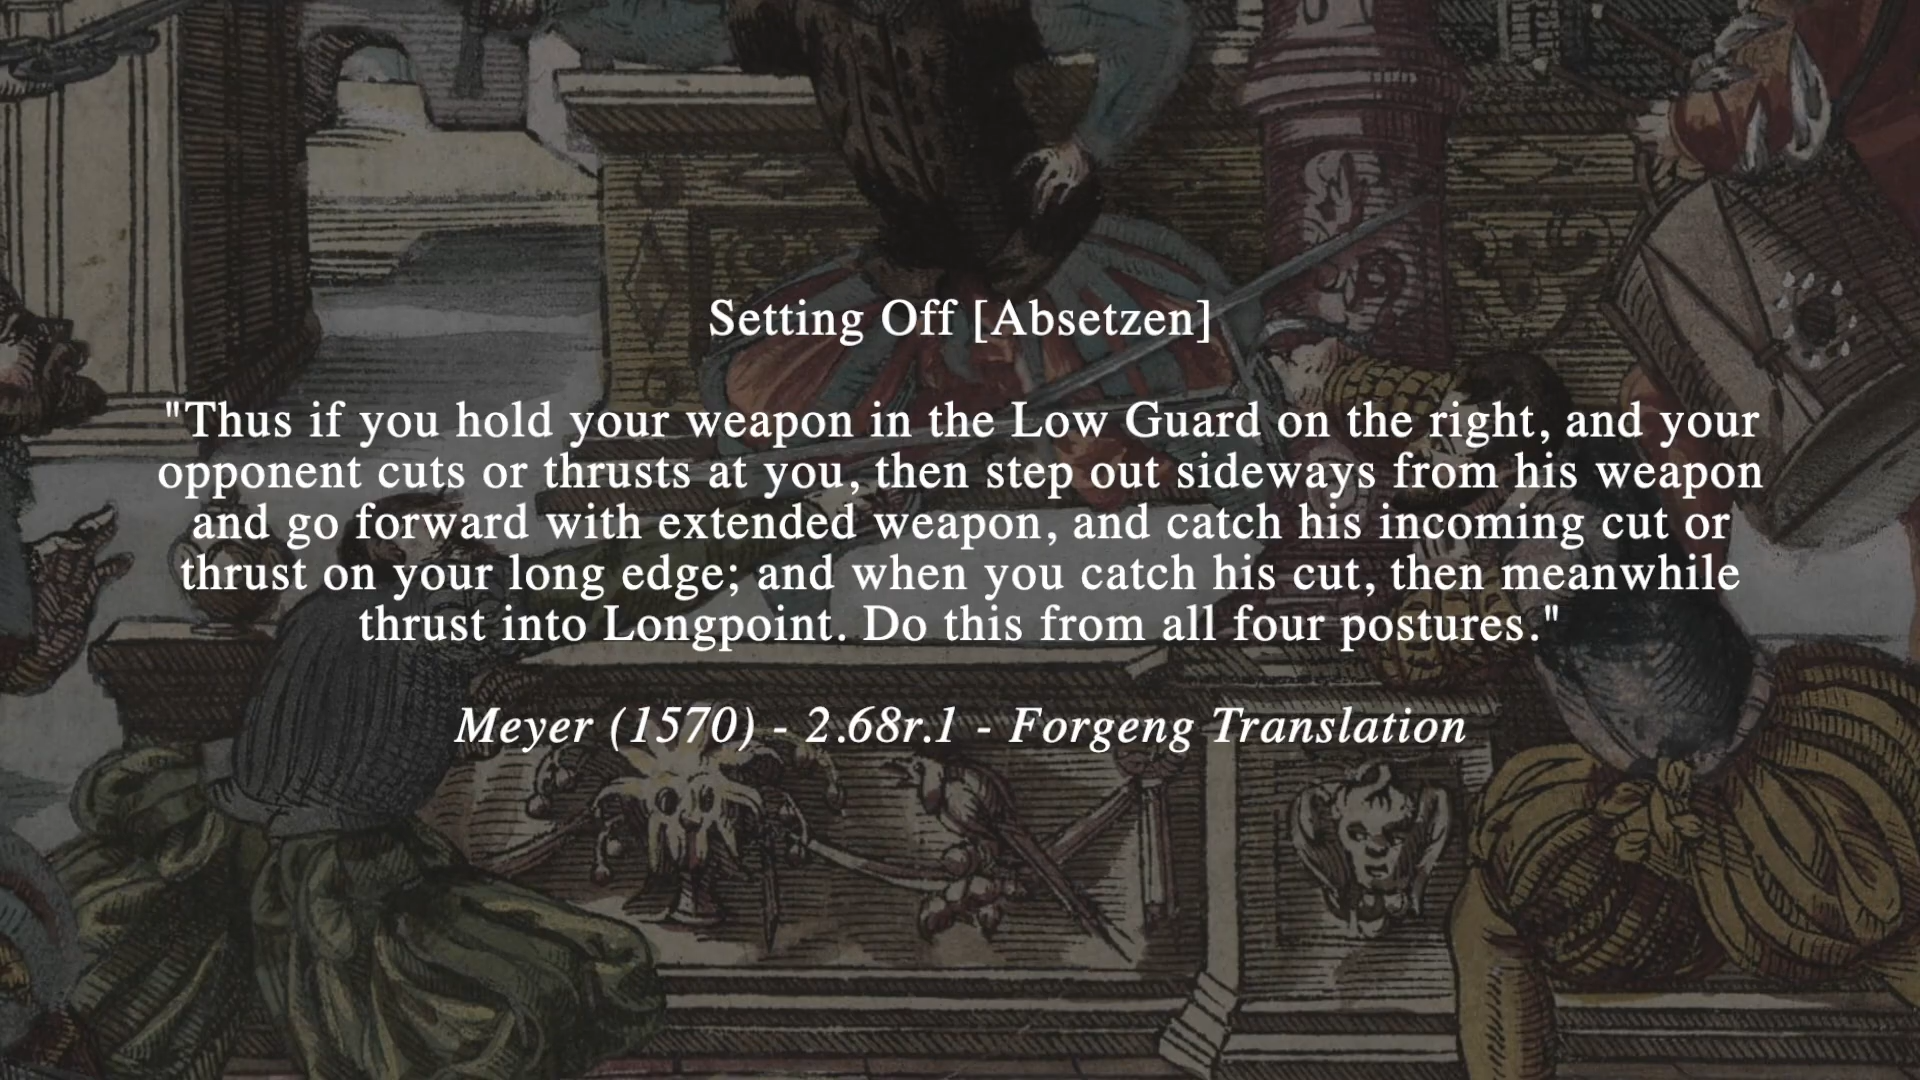 Setting Off [Absetzen]
"Thus if you hold your weapon in the Low Guard on the right, and your
opponent cuts or thrusts at you, then step out sideways from his weapon
and go forward with extended weapon, and catch his incoming cut or
thrust on your long edge; and when you catch his cut, then meanwhile
thrust into Longpoint. Do this from all four postures."
Meyer (1570) - 2.68r.1 - Forgeng Translation